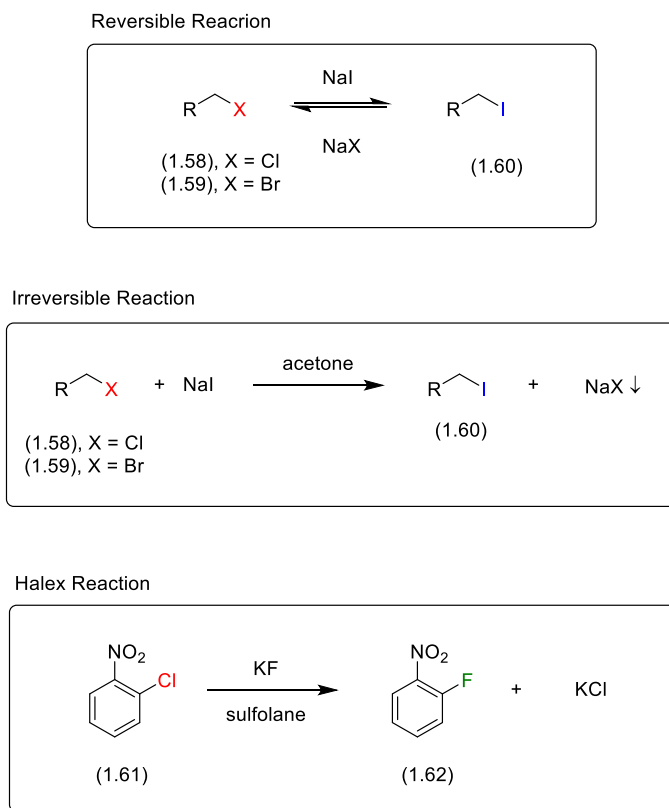 Reversible Reacrion
NaI
R X R I
NaX
(1.58), X = Cl
(1.59), X = Br
(1.60)
Irreversible Reaction
R X + NaI acetone R I + NaX ↓
(1.58), X = Cl
(1.59), X = Br
(1.60)
Halex Reaction
NO₂ NO₂
Cl KF F + KCl
sulfolane
(1.61) (1.62)